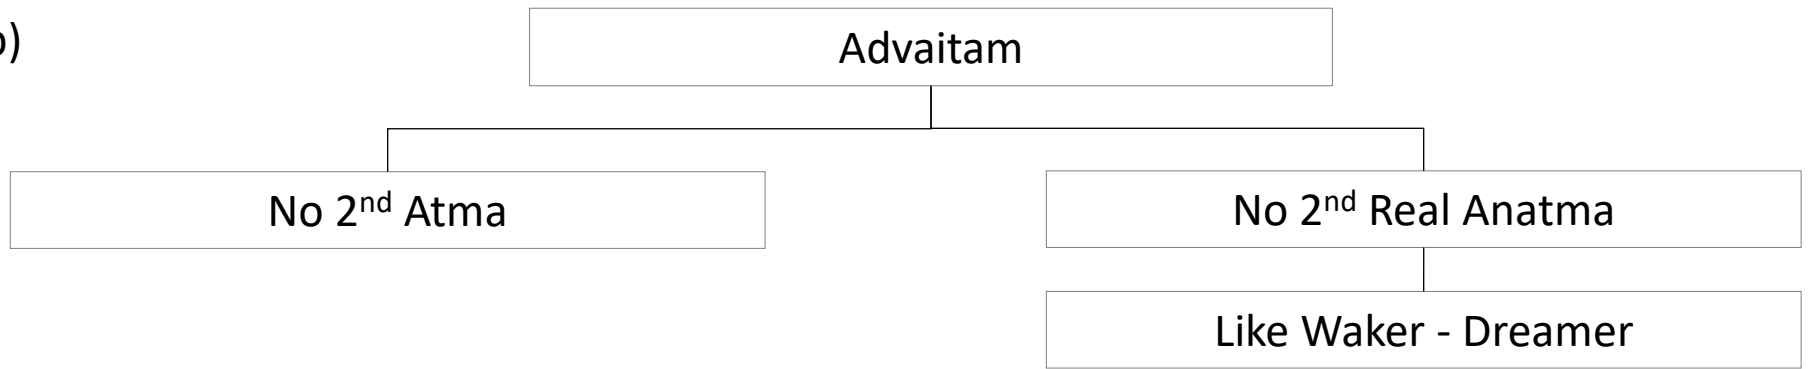 Advaitam
No 2nd Atma
No 2nd Real Anatma
Like Waker - Dreamer